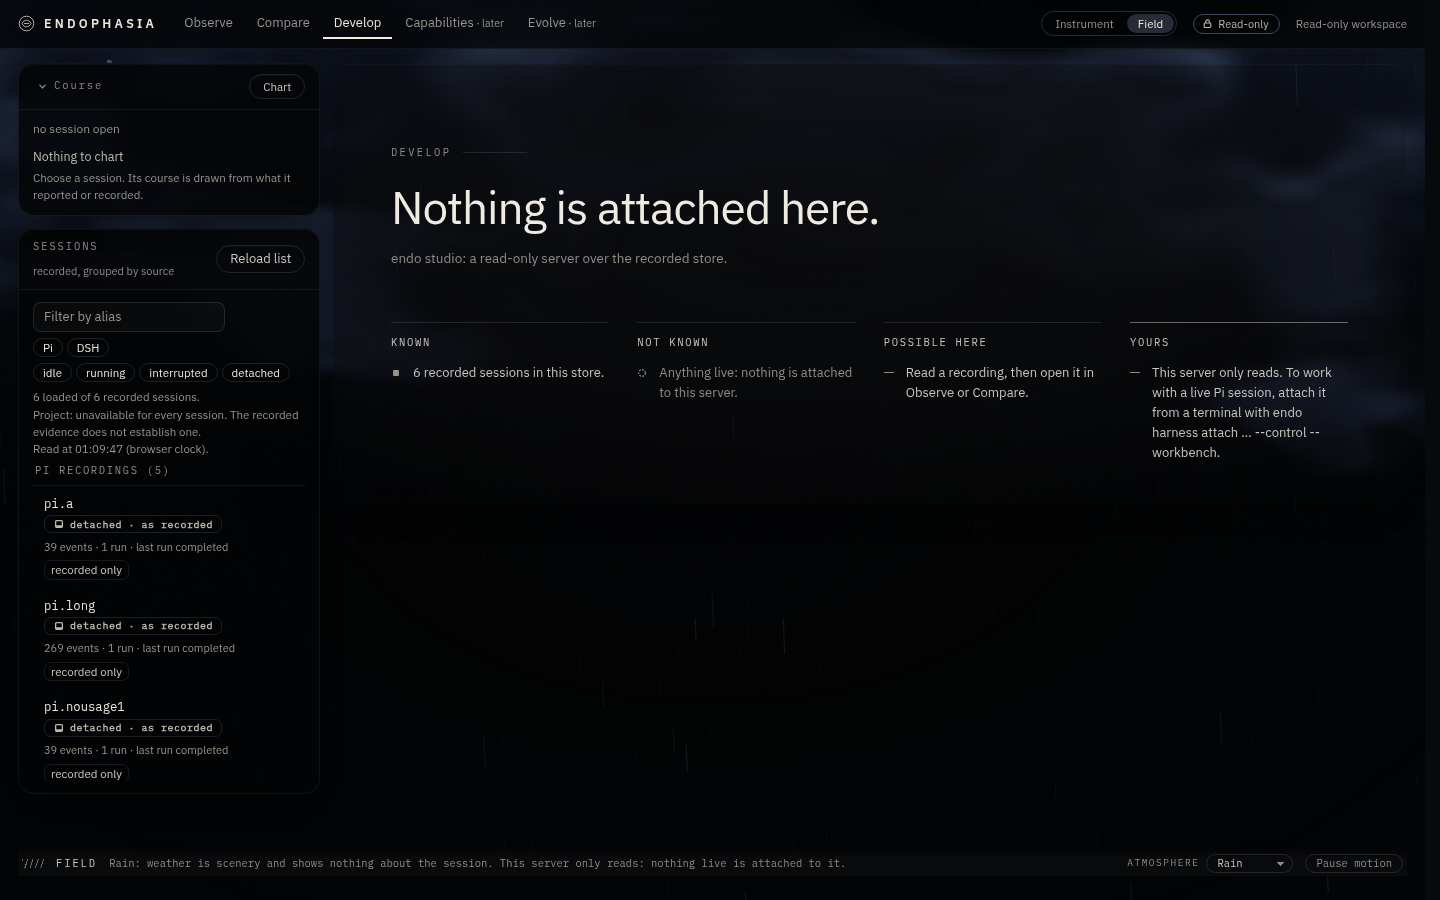 ENDOPHASIA
Observe
Compare
Develop
Capabilities · later
Evolve · later
Instrument
Field
Read-only
Read-only workspace
Course
Chart
no session open
Nothing to chart
Choose a session. Its course is drawn from what it
reported or recorded.
SESSIONS
recorded, grouped by source
Reload list
Filter by alias
Pi
DSH
idle
running
interrupted
detached
6 loaded of 6 recorded sessions.
Project: unavailable for every session. The recorded
evidence does not establish one.
Read at 01:09:47 (browser clock).
PI RECORDINGS (5)
pi.a
detached · as recorded
39 events · 1 run · last run completed
recorded only
pi.long
detached · as recorded
269 events · 1 run · last run completed
recorded only
pi.nousage1
detached · as recorded
39 events · 1 run · last run completed
recorded only
DEVELOP
Nothing is attached here.
endo studio: a read-only server over the recorded store.
KNOWN
6 recorded sessions in this store.
NOT KNOWN
Anything live: nothing is attached
to this server.
POSSIBLE HERE
Read a recording, then open it in
Observe or Compare.
YOURS
This server only reads. To work
with a live Pi session, attach it
from a terminal with endo
harness attach … --control --
workbench.
FIELD
Rain: weather is scenery and shows nothing about the session. This server only reads: nothing live is attached to it.
ATMOSPHERE
Rain
Pause motion